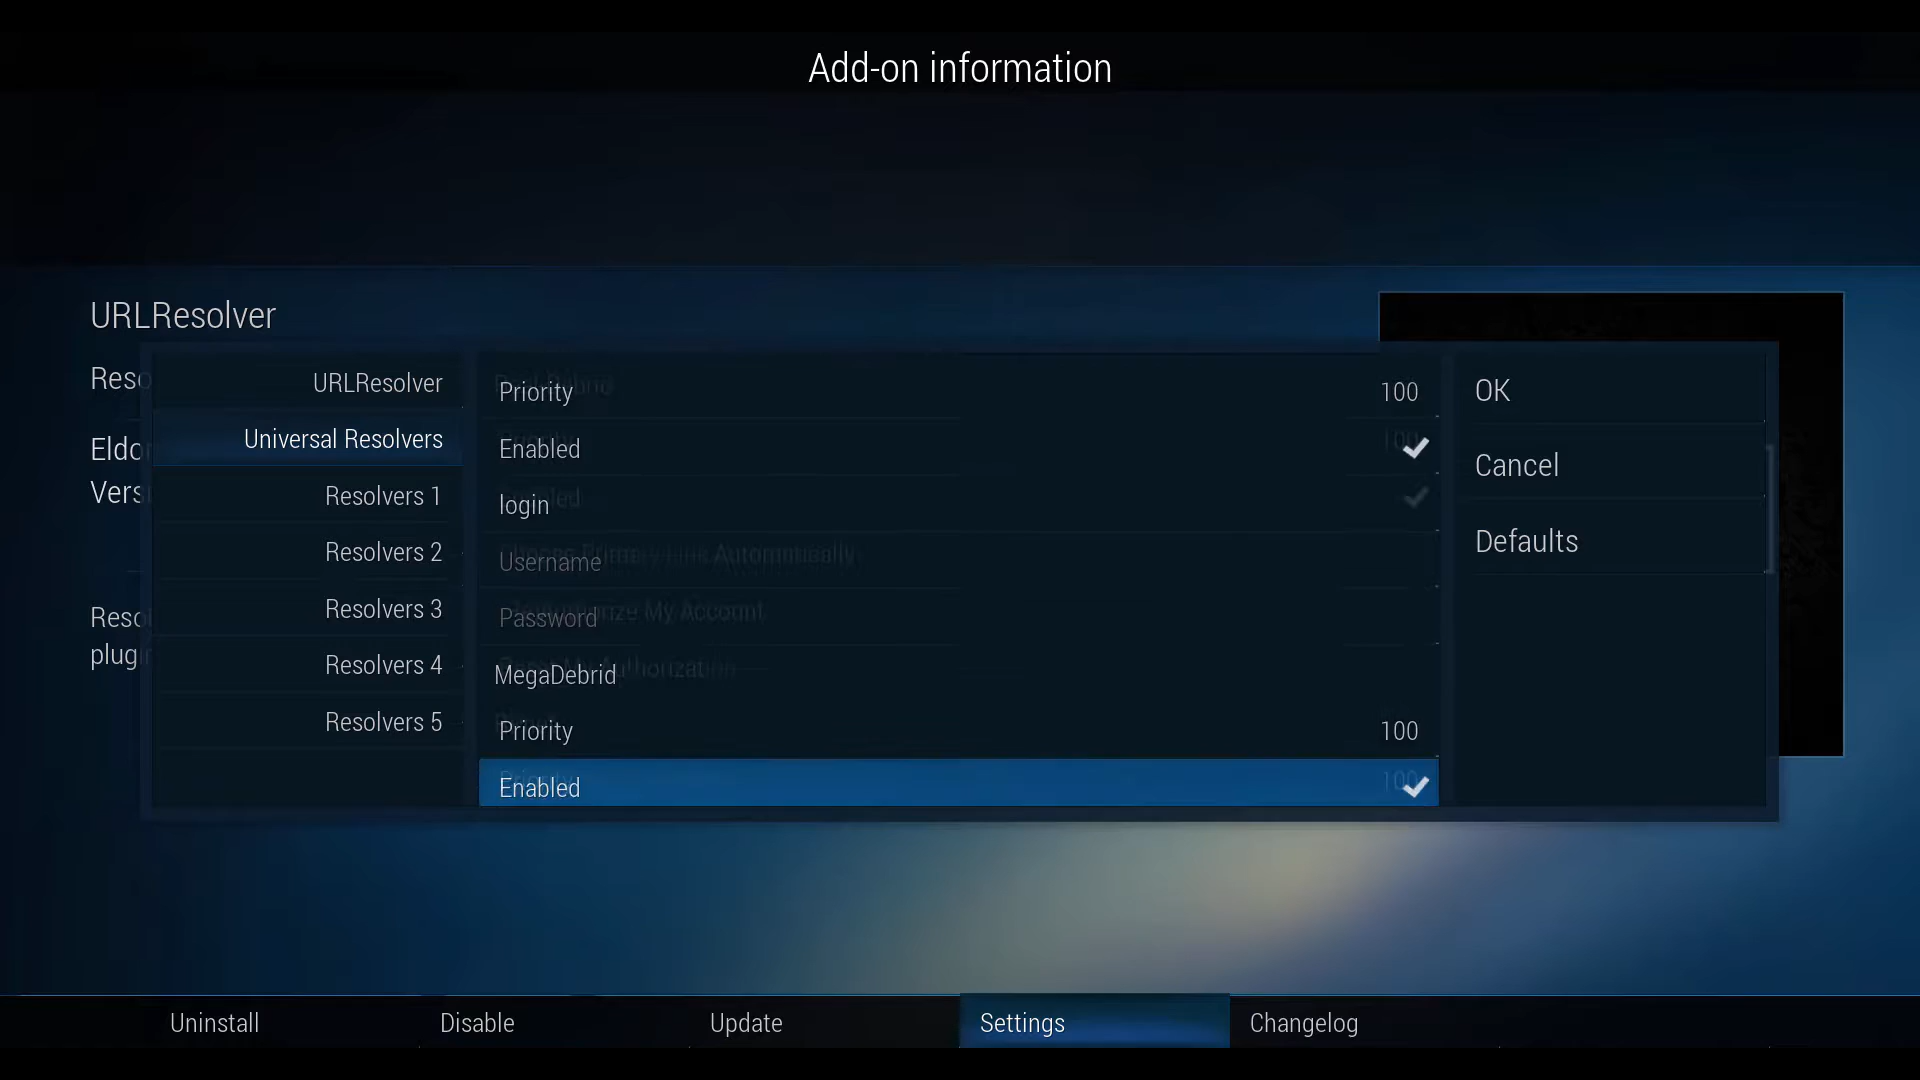 Add-on information
URLResolver
Reso
Eldo
Vers
Reso
plugi
URLResolver
Universal Resolvers
Resolvers 1
Resolvers 2
Resolvers 3
Resolvers 4
Resolvers 5
Priority 100
Enabled
login
Username
Password
MegaDebrid
Priority 100
Enabled
OK
Cancel
Defaults
Uninstall Disable Update Settings Changelog